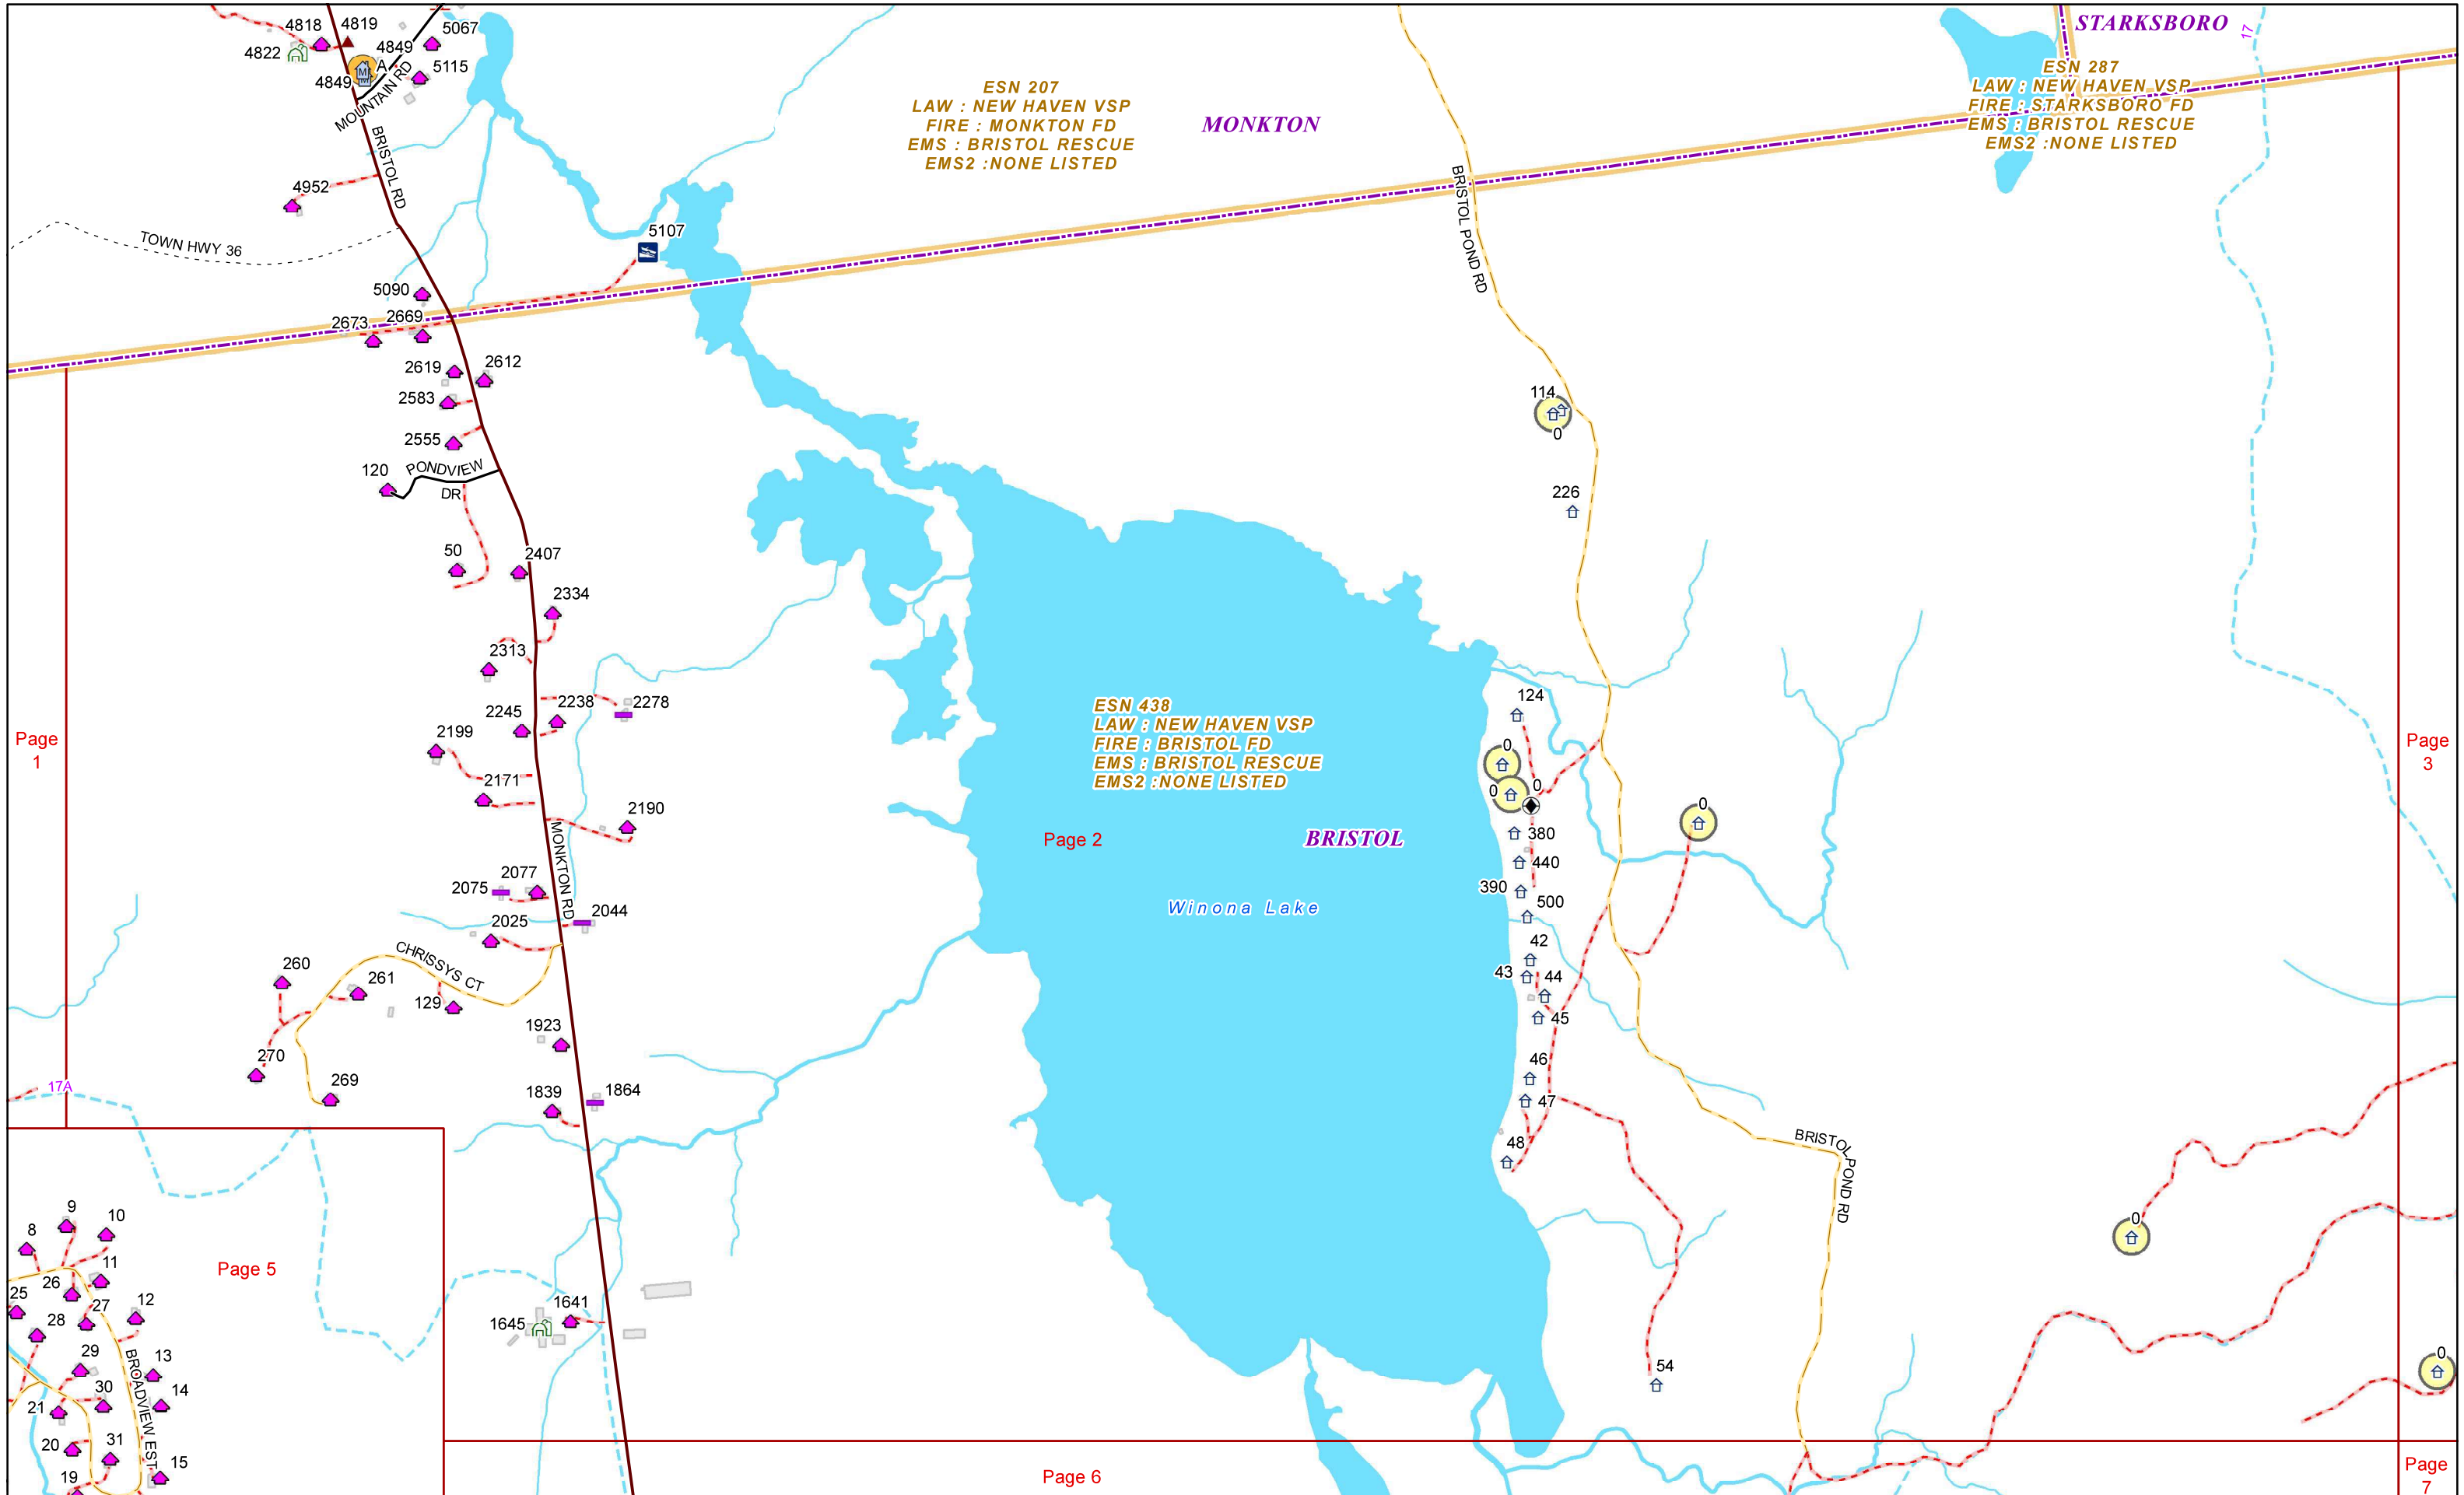 STARKSBORO
17
4818
4819
5067
4822
4849
A
4849
5115
MOUNTAIN RD
ESN 207
LAW : NEW HAVEN VSP
FIRE : MONKTON FD
EMS : BRISTOL RESCUE
EMS2 :NONE LISTED
MONKTON
ESN 287
LAW : NEW HAVEN VSP
FIRE : STARKSBORO FD
EMS : BRISTOL RESCUE
EMS2 :NONE LISTED
BRISTOL RD
4952
TOWN HWY 36
5107
BRISTOL POND RD
5090
2673
2669
2619
2612
2583
2555
114
0
120
PONDVIEW
DR
226
50
2407
2334
2313
2278
2238
2245
2199
2171
2190
124
ESN 438
LAW : NEW HAVEN VSP
FIRE : BRISTOL FD
EMS : BRISTOL RESCUE
EMS2 :NONE LISTED
Page
1
Page
3
0
0
0
0
Page 2
BRISTOL
380
440
390
500
Winona Lake
MONKTON RD
2077
2075
2044
2025
CHRISSYS CT
260
261
129
270
269
1923
1839
1864
17A
42
43
44
45
46
47
48
BRISTOL
POND RD
0
8
9
10
11
26
25
27
12
28
29
13
30
14
21
20
31
15
19
BROADVIEW EST
Page 5
1641
1645
54
0
Page 6
Page
7